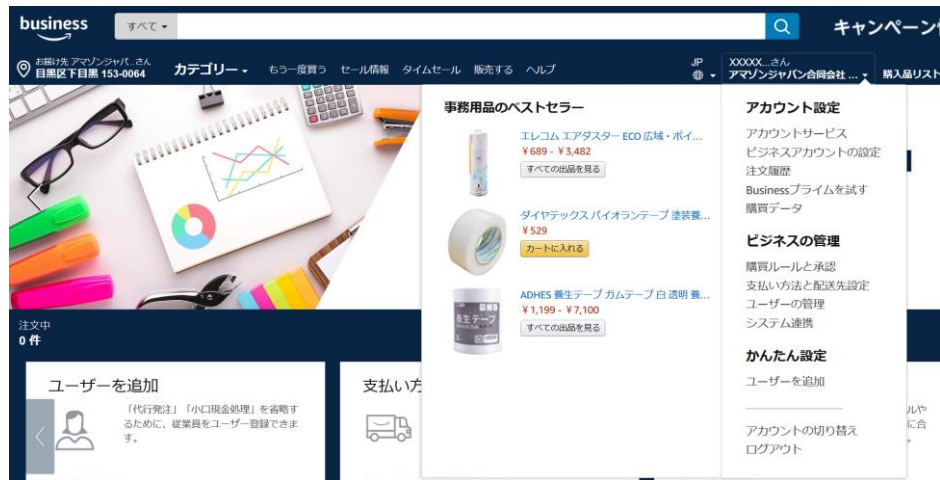 business
すべて
キャンペーン
お届け先 アマゾンジャパ...さん
目黒区下目黒 153-0064
カテゴリー
もう一度買う セール情報 タイムセール 販売する ヘルプ
JP
XXXXX...さん
アマゾンジャパン合同会社 ...
購入品リスト
事務用品のベストセラー
エレコム エアダスター ECO 広域・ポイ...
¥689 - ¥3,482
すべての出品を見る
ダイヤテックス パイオランテープ 塗装養...
¥529
カートに入れる
ADHES 養生テープ ガムテープ 白 透明 養...
¥1,199 - ¥7,100
すべての出品を見る
養生テープ
アカウント設定
アカウントサービス
ビジネスアカウントの設定
注文履歴
Businessプライムを試す
購買データ
ビジネスの管理
購買ルールと承認
支払い方法と配送先設定
ユーザーの管理
システム連携
かんたん設定
ユーザーを追加
アカウントの切り替え
ログアウト
注文中
0 件
ユーザーを追加
「代行発注」「小口現金処理」を省略す
るために、従業員をユーザー登録できま
す。
支払い方
ルや
に合